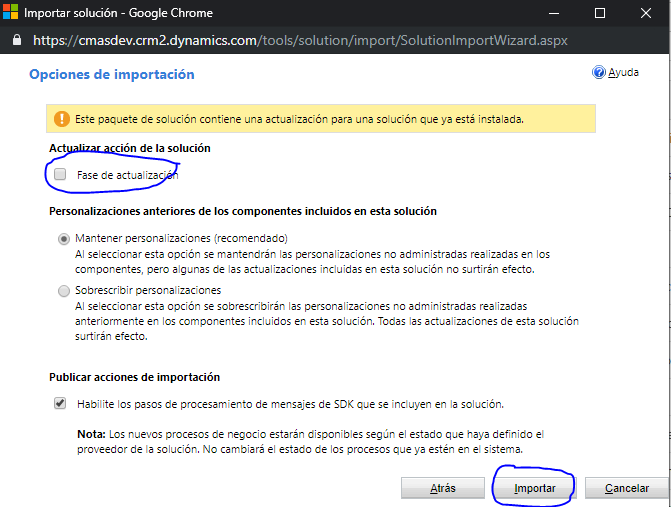 Importar solución - Google Chrome
https://cmasdev.crm2.dynamics.com/tools/solution/import/SolutionImportWizard.aspx
Opciones de importación
Ayuda
Este paquete de solución contiene una actualización para una solución que ya está instalada.
Actualizar acción de la solución
Fase de actualización
Personalizaciones anteriores de los componentes incluidos en esta solución
Mantener personalizaciones (recomendado)
Al seleccionar esta opción se mantendrán las personalizaciones no administradas realizadas en los
componentes, pero algunas de las actualizaciones incluidas en esta solución no surtirán efecto.
Sobrescribir personalizaciones
Al seleccionar esta opción se sobrescribirán las personalizaciones no administradas realizadas
anteriormente en los componentes incluidos en esta solución. Todas las actualizaciones de esta solución
surtirán efecto.
Publicar acciones de importación
Habilite los pasos de procesamiento de mensajes de SDK que se incluyen en la solución.
Nota: Los nuevos procesos de negocio estarán disponibles según el estado que haya definido el
proveedor de la solución. No cambiará el estado de los procesos que ya estén en el sistema.
Atrás Importar Cancelar